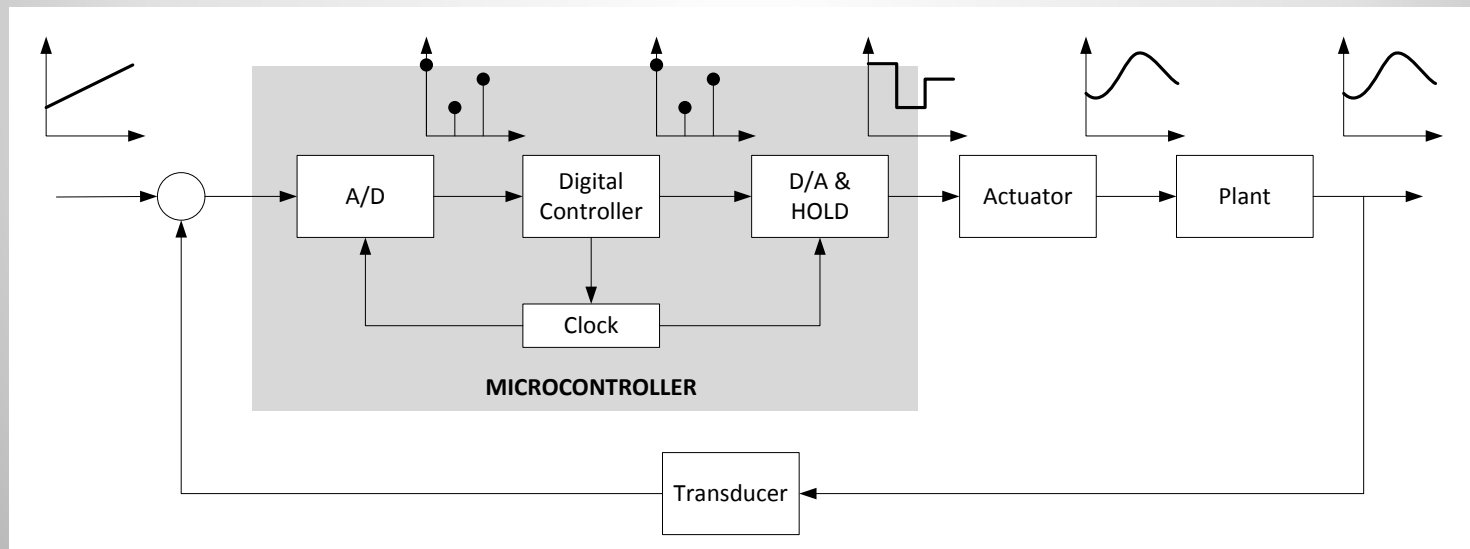 A/D
Digital
Controller
D/A &
HOLD
Actuator
Plant
Clock
MICROCONTROLLER
Transducer